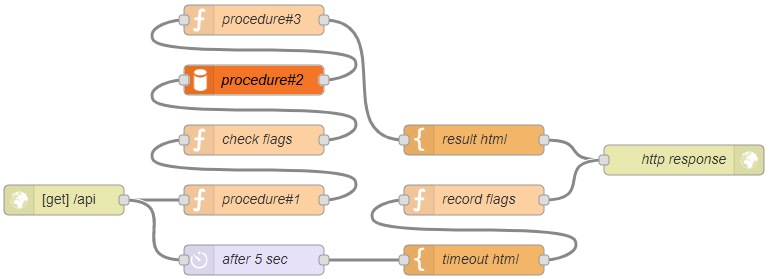 procedure#3
procedure#2
check flags
result html
http response
[get] /api
procedure#1
record flags
after 5 sec
timeout html